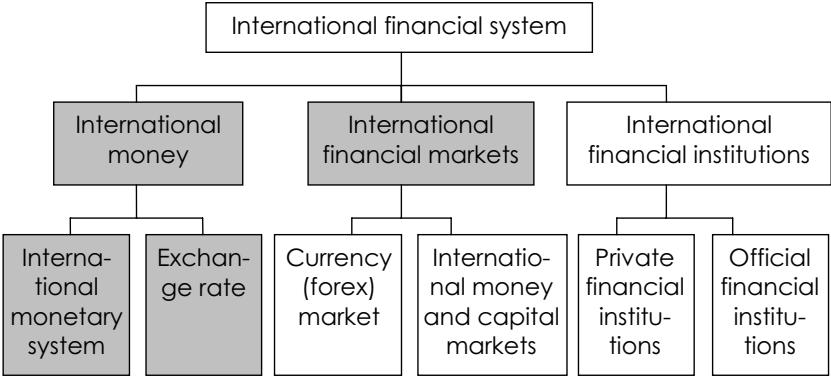 International financial system
International
money
International
financial markets
International
financial institutions
Interna-
tional
monetary
system
Exchan-
ge rate
Currency
(forex)
market
Internatio-
nal money
and capital
markets
Private
financial
institu-
tions
Official
financial
institu-
tions